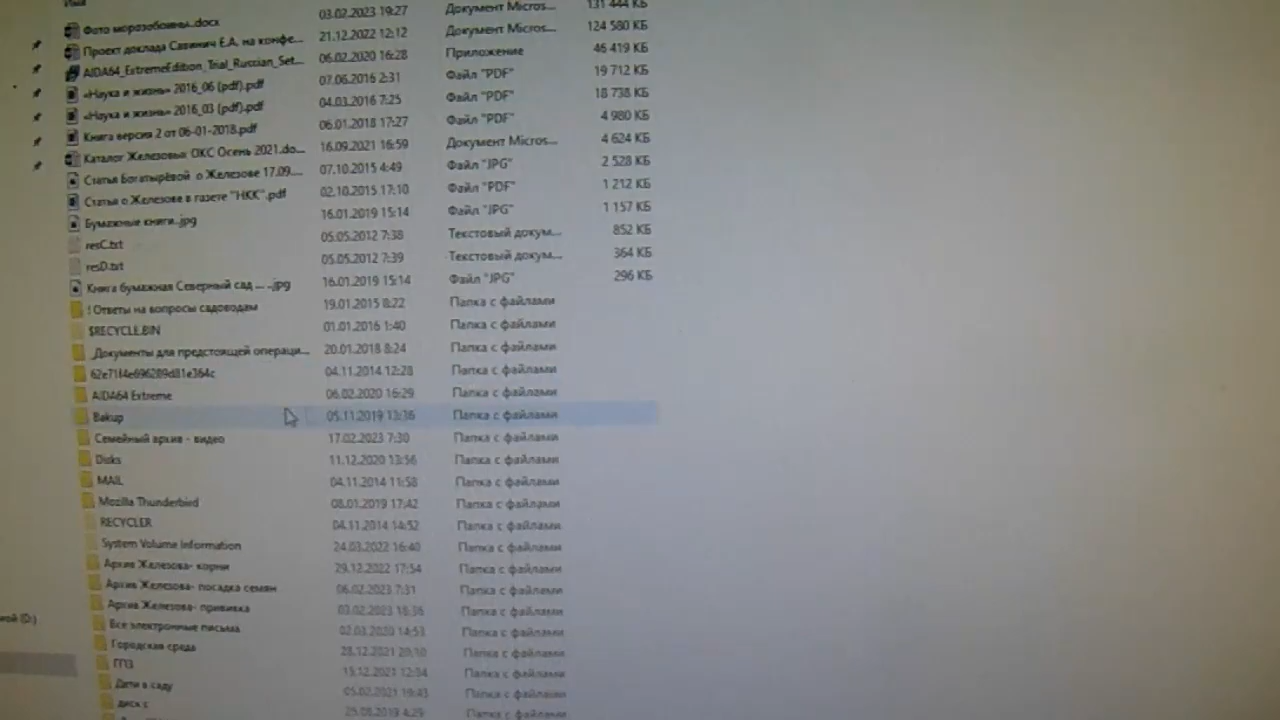 Имя
Фото морозобоины.docx 03.02.2023 19:27 Документ Micros... 131 444 КБ
Проект доклада Савинич Е.А. на конфе... 21.12.2022 12:12 Документ Micros... 124 580 КБ
AIDA64_ExtremeEdition_Trial_Russian_Set... 06.02.2020 16:28 Приложение 46 419 КБ
«Наука и жизнь» 2016_06 (pdf).pdf 07.06.2016 2:31 Файл "PDF" 19 712 КБ
«Наука и жизнь» 2016_03 (pdf).pdf 04.03.2016 7:25 Файл "PDF" 18 738 КБ
Книга версия 2 от 06-01-2018.pdf 06.01.2018 17:27 Файл "PDF" 4 980 КБ
Каталог Железовы ОКС Осень 2021.do... 16.09.2021 16:59 Документ Micros... 4 624 КБ
Статья Богатырёвой о Железове 17.09.... 07.10.2015 4:49 Файл "JPG" 2 528 КБ
Статья о Железове в газете "НКК".pdf 02.10.2015 17:10 Файл "PDF" 1 212 КБ
Бумажные книги..jpg 16.01.2019 15:14 Файл "JPG" 1 157 КБ
resC.txt 05.05.2012 7:38 Текстовый докум... 852 КБ
resD.txt 05.05.2012 7:39 Текстовый докум... 364 КБ
Книга бумажная Северный сад ... ..jpg 16.01.2019 15:14 Файл "JPG" 296 КБ
! Ответы на вопросы садоводам 19.01.2015 8:22 Папка с файлами
$RECYCLE.BIN 01.01.2016 1:40 Папка с файлами
_Документы для предстоящей операци... 20.01.2018 8:24 Папка с файлами
04.11.2014 12:28 Папка с файлами
AIDA64 Extreme 06.02.2020 16:29 Папка с файлами
Bakup 05.11.2019 13:36 Папка с файлами
Семейный архив - видео 17.02.2023 7:30 Папка с файлами
Disks 11.12.2020 13:56 Папка с файлами
MAIL 04.11.2014 11:58 Папка с файлами
Mozilla Thunderbird 08.01.2019 17:42 Папка с файлами
RECYCLER 04.11.2014 14:52 Папка с файлами
System Volume Information 24.03.2022 16:40 Папка с файлами
Архив Железова- корни 29.12.2022 17:54 Папка с файлами
Архив Железова- посадка семян 06.02.2023 7:31 Папка с файлами
Архив Железова- прививка 03.02.2023 18:36 Папка с файлами
Все электронные письма 02.03.2020 14:53 Папка с файлами
Городская среда 28.12.2021 20:10 Папка с файлами
ГПЗ 15.12.2021 12:34 Папка с файлами
Дети в саду 05.02.2021 19:43 Папка с файлами
диск с 25.08.2019 4:29 Папка с файлами
ной (D:)